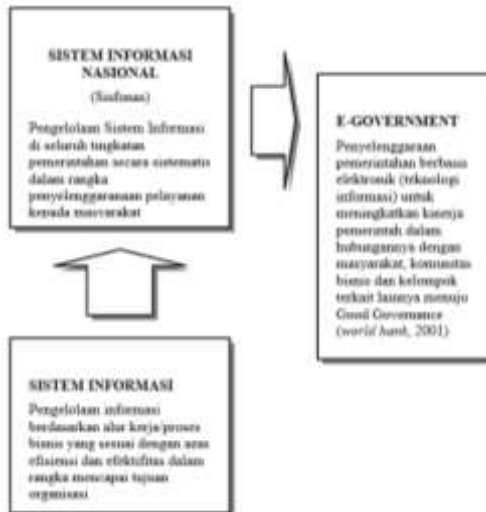 SISTEM INFORMASI
NASIONAL
(Sisfonas)
Pengelolaan Sistem Informasi
di seluruh tingkatan
pemerintahan secara sistematis
dalam rangka
penyelenggaraan pelayanan
kepada masyarakat
E-GOVERNMENT
Penyelenggaraan
pemerintahan berbasis
elektronik (teknologi
informasi) untuk
meningkatkan kinerja
pemerintah dalam
hubungannya dengan
masyarakat, komunitas
bisnis dan kelompok
terkait lainnya menuju
Good Governance
(world bank, 2001)
SISTEM INFORMASI
Pengelolaan informasi
berdasarkan alur kerja/proses
bisnis yang sesuai dengan azas
efisiensi dan efektifitas dalam
rangka mencapai tujuan
organisasi